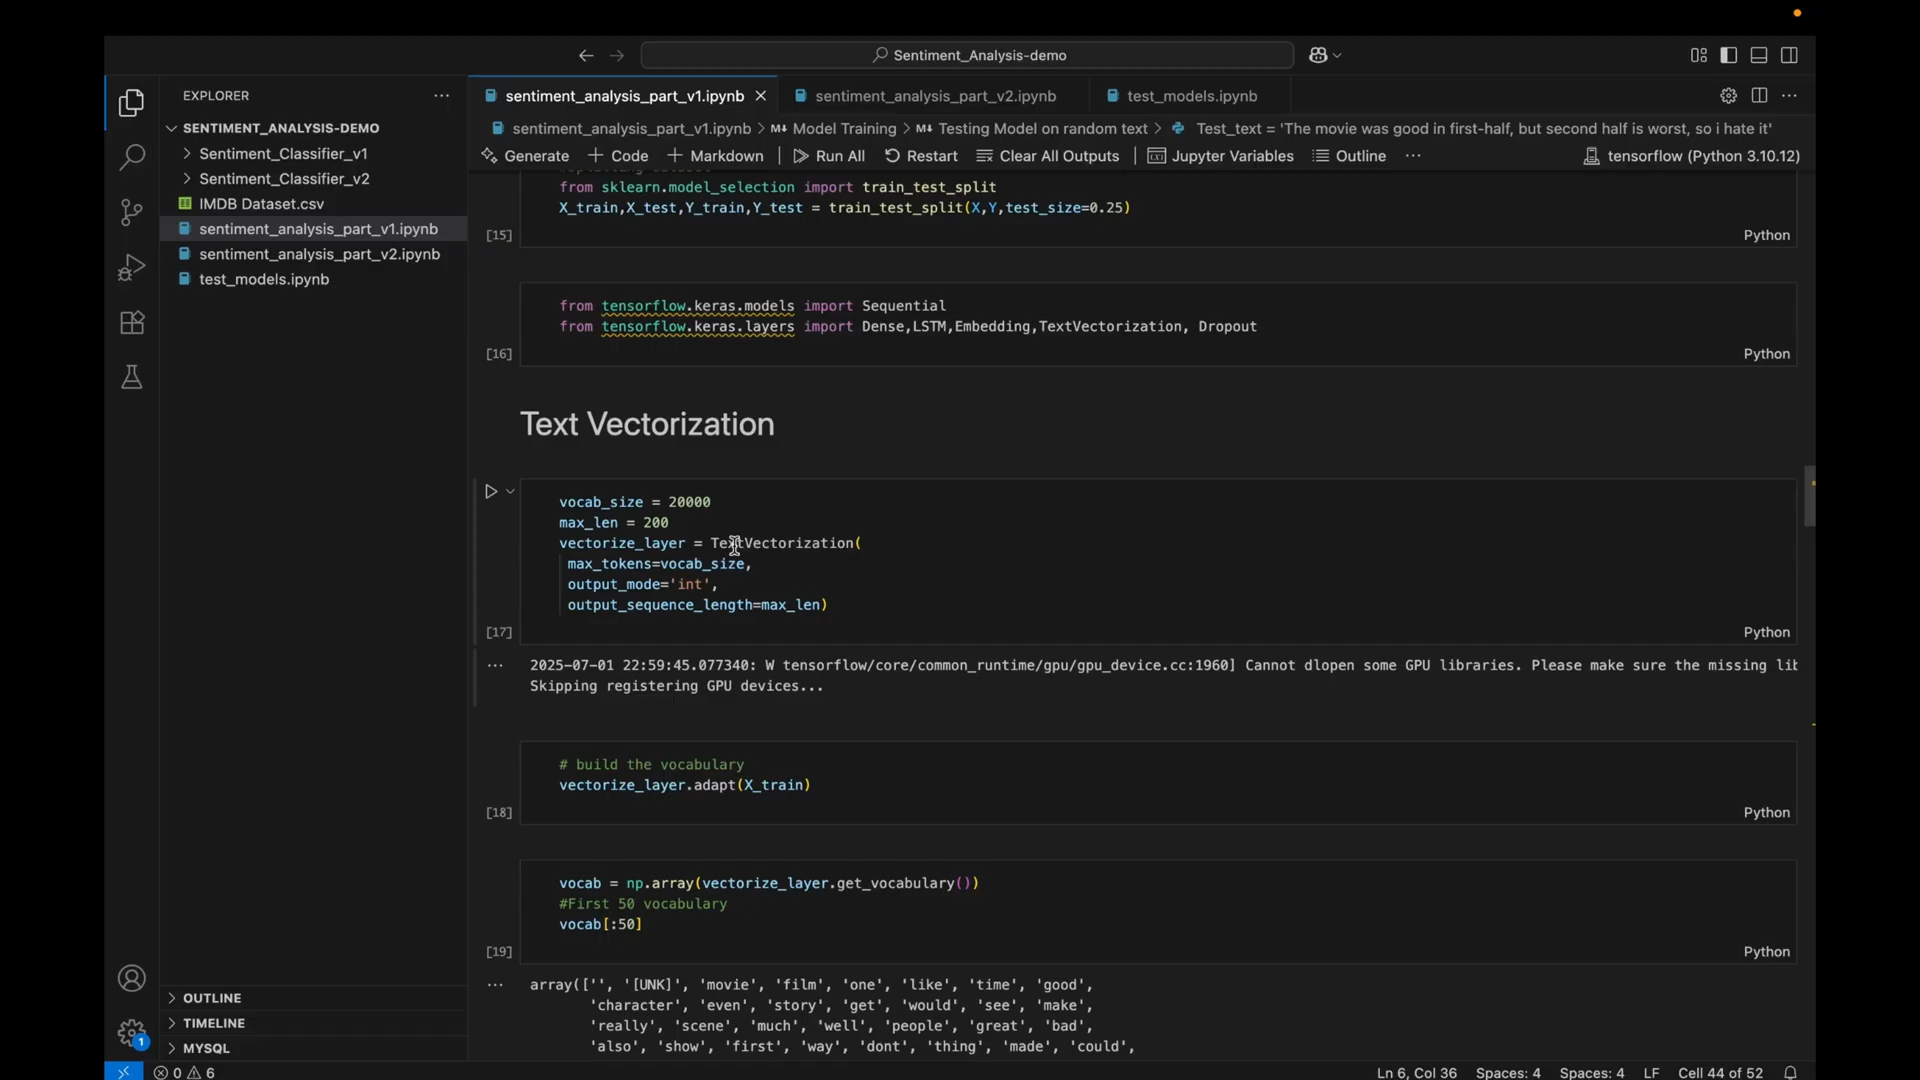 Sentiment_Analysis-demo
EXPLORER
SENTIMENT_ANALYSIS-DEMO
Sentiment_Classifier_v1
Sentiment_Classifier_v2
IMDB Dataset.csv
sentiment_analysis_part_v1.ipynb
sentiment_analysis_part_v2.ipynb
test_models.ipynb
OUTLINE
TIMELINE
MYSQL
1
sentiment_analysis_part_v1.ipynb
sentiment_analysis_part_v2.ipynb
test_models.ipynb
sentiment_analysis_part_v1.ipynb > M↓ Model Training > M↓ Testing Model on random text > Test_text = 'The movie was good in first-half, but second half is worst, so i hate it'
Generate + Code + Markdown Run All Restart Clear All Outputs Jupyter Variables Outline ... tensorflow (Python 3.10.12)
from sklearn.model_selection import train_test_split
X_train,X_test,Y_train,Y_test = train_test_split(X,Y,test_size=0.25)
[15] Python
from tensorflow.keras.models import Sequential
from tensorflow.keras.layers import Dense,LSTM,Embedding,TextVectorization, Dropout
[16] Python
Text Vectorization
vocab_size = 20000
max_len = 200
vectorize_layer = TextVectorization(
max_tokens=vocab_size,
output_mode='int',
output_sequence_length=max_len)
[17] Python
... 2025-07-01 22:59:45.077340: W tensorflow/core/common_runtime/gpu/gpu_device.cc:1960] Cannot dlopen some GPU libraries. Please make sure the missing lib
Skipping registering GPU devices...
# build the vocabulary
vectorize_layer.adapt(X_train)
[18] Python
vocab = np.array(vectorize_layer.get_vocabulary())
#First 50 vocabulary
vocab[:50]
[19] Python
... array(['', '[UNK]', 'movie', 'film', 'one', 'like', 'time', 'good',
'character', 'even', 'story', 'get', 'would', 'see', 'make',
'really', 'scene', 'much', 'well', 'people', 'great', 'bad',
'also', 'show', 'first', 'way', 'dont', 'thing', 'made', 'could',
0 6 Ln 6, Col 36 Spaces: 4 Spaces: 4 LF Cell 44 of 52